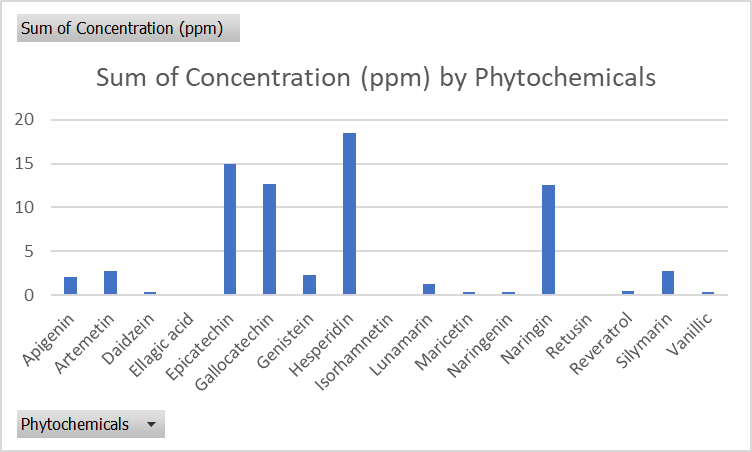 Sum of Concentration (ppm)
Sum of Concentration (ppm) by Phytochemicals
20
15
10
5
0
Apigenin
Artemetin
Daidzein
Ellagic acid
Epicatechin
Gallocatechin
Genistein
Hesperidin
Isorhamnetin
Lunamarin
Maricetin
Naringenin
Naringin
Retusin
Reveratrol
Silymarin
Vanillic
Phytochemicals